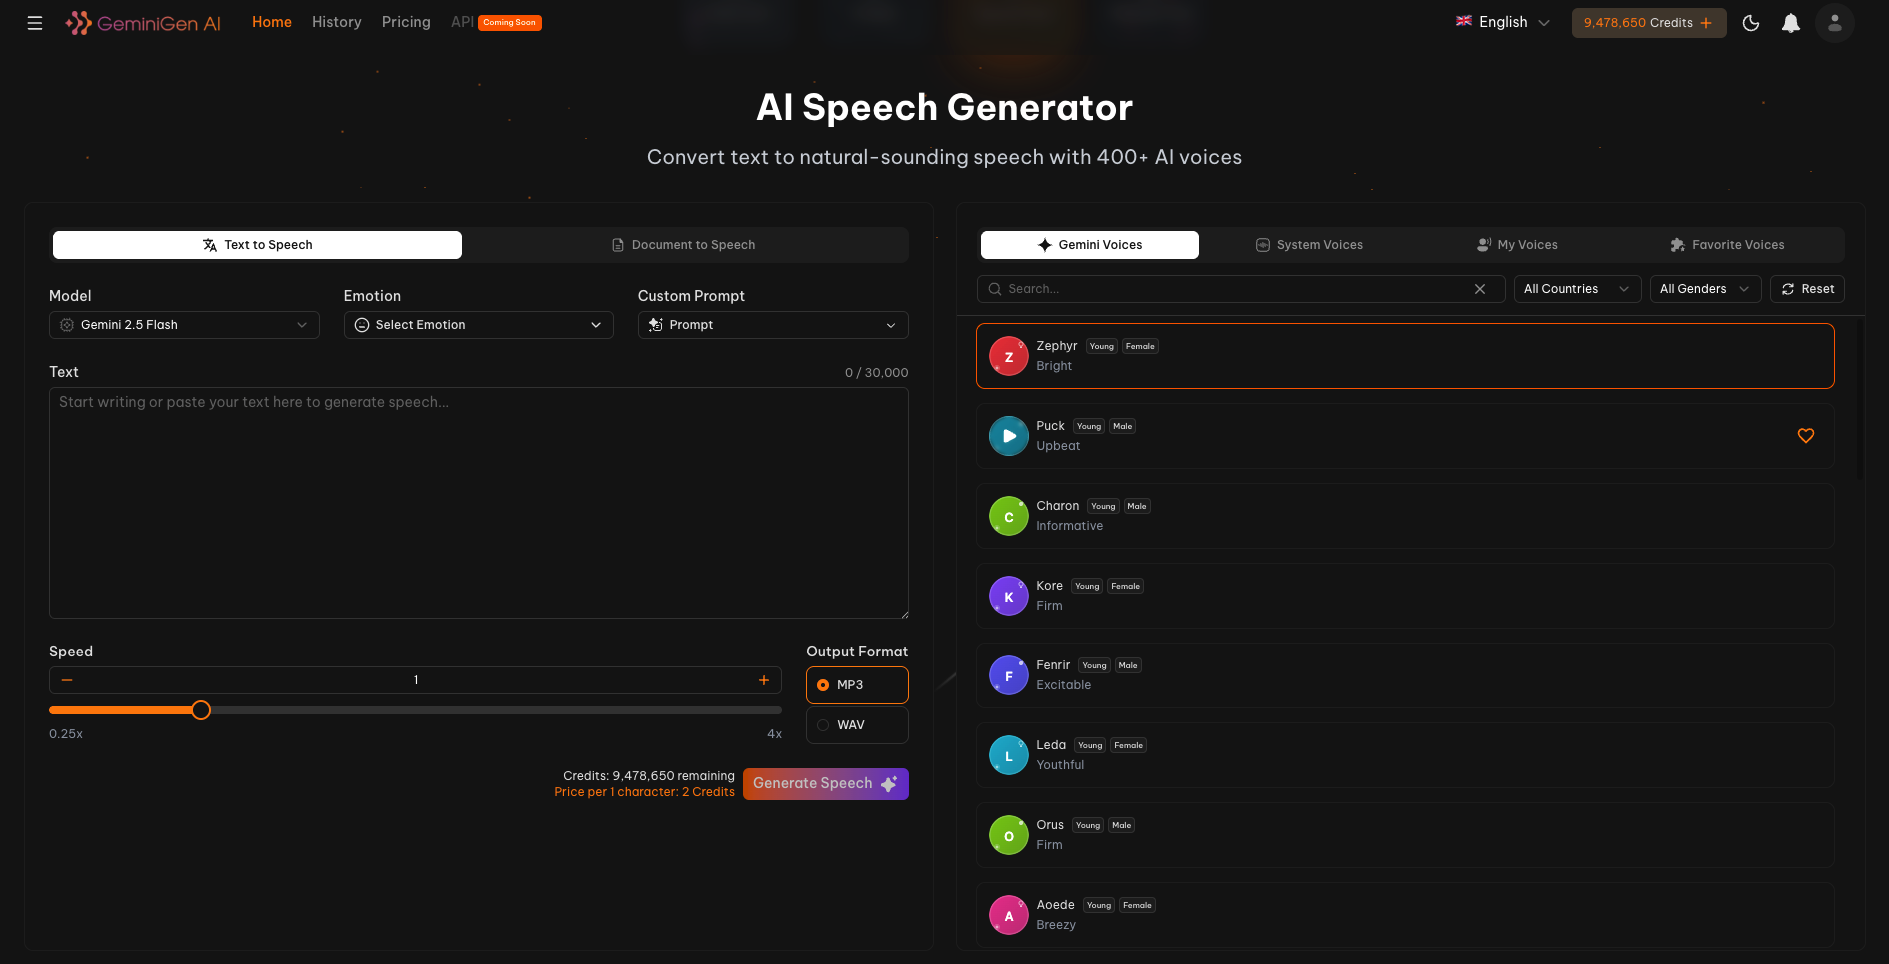 GeminiGen AI
Home
History
Pricing
API Coming Soon
English
9,478,650 Credits
AI Speech Generator
Convert text to natural-sounding speech with 400+ AI voices
Text to Speech
Document to Speech
Model
Emotion
Custom Prompt
Gemini 2.5 Flash
Select Emotion
Prompt
Text
0 / 30,000
Start writing or paste your text here to generate speech...
Speed
1
0.25x
4x
Output Format
MP3
WAV
Credits: 9,478,650 remaining
Price per 1 character: 2 Credits
Generate Speech
Gemini Voices
System Voices
My Voices
Favorite Voices
Search...
All Countries
All Genders
Reset
Z
Zephyr Young Female
Bright
Puck Young Male
Upbeat
C
Charon Young Male
Informative
K
Kore Young Female
Firm
F
Fenrir Young Male
Excitable
L
Leda Young Female
Youthful
O
Orus Young Male
Firm
A
Aoede Young Female
Breezy